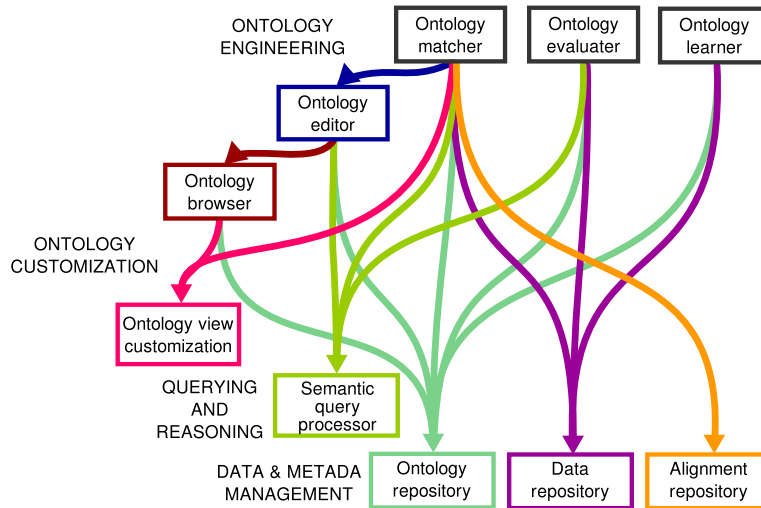 ONTOLOGY
ENGINEERING
Ontology
matcher
Ontology
evaluater
Ontology
learner
Ontology
editor
Ontology
browser
ONTOLOGY
CUSTOMIZATION
Ontology view
customization
QUERYING
AND
REASONING
Semantic
query
processor
DATA & METADA
MANAGEMENT
Ontology
repository
Data
repository
Alignment
repository